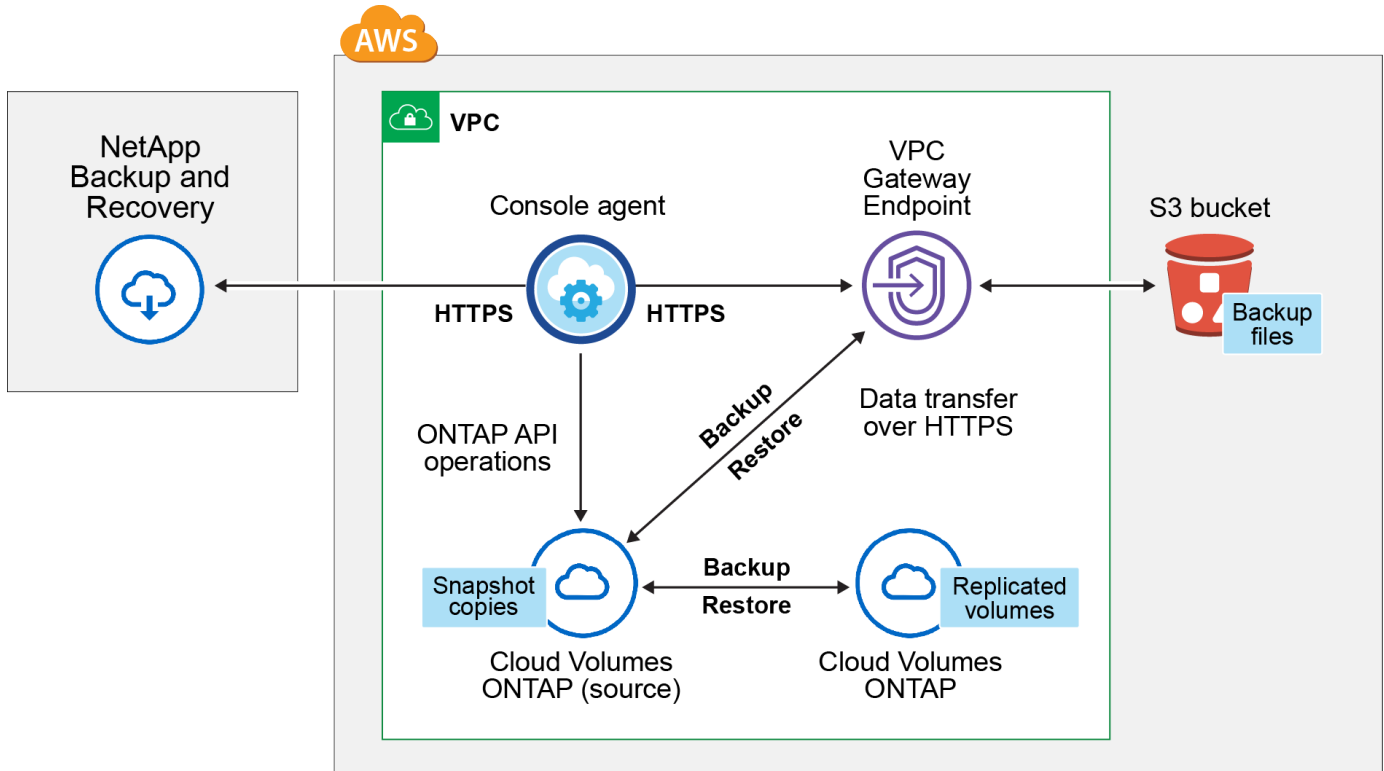 AWS
VPC
NetApp
Backup and
Recovery
Console agent
VPC
Gateway
Endpoint
S3 bucket
HTTPS
HTTPS
Backup
files
Backup
Restore
Data transfer
over HTTPS
ONTAP API
operations
Snapshot
copies
Backup
Restore
Replicated
volumes
Cloud Volumes
ONTAP (source)
Cloud Volumes
ONTAP